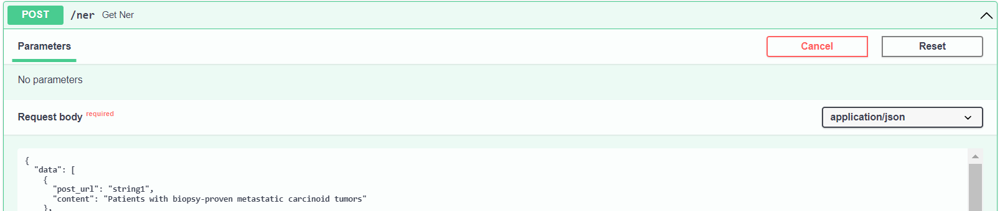 POST /ner Get Ner
Parameters Cancel Reset
No parameters
Request body required application/json
{
"data": [
{
"post_url": "string1",
"content": "Patients with biopsy-proven metastatic carcinoid tumors"
},